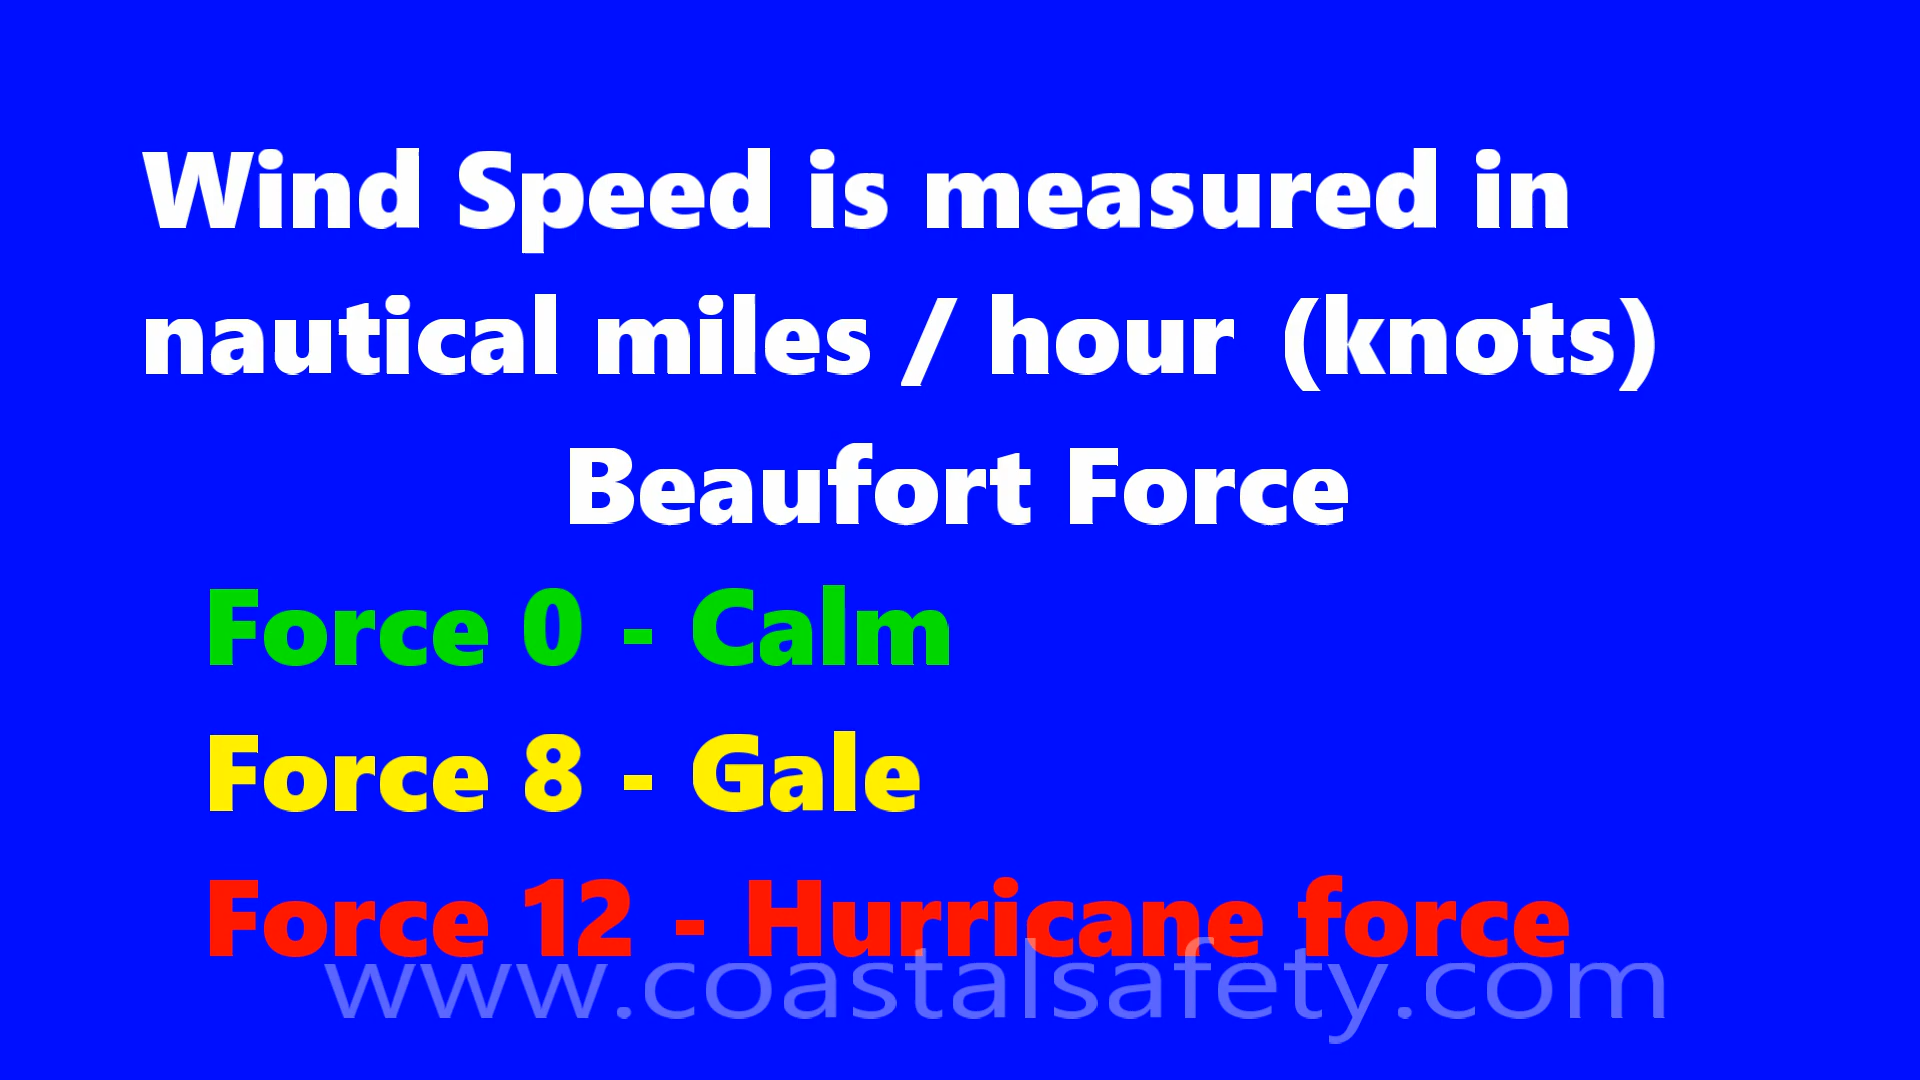 Wind Speed is measured in
nautical miles / hour (knots)
Beaufort Force
Force 0 - Calm
Force 8 - Gale
Force 12 - Hurricane force
www.coastalsafety.com